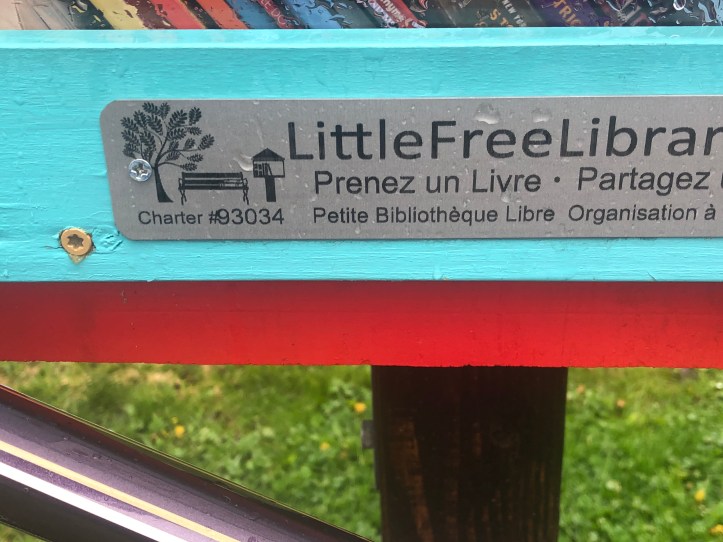 LittleFreeLibrar
Prenez un Livre · Partagez
Charter #93034 Petite Bibliothèque Libre Organisation à